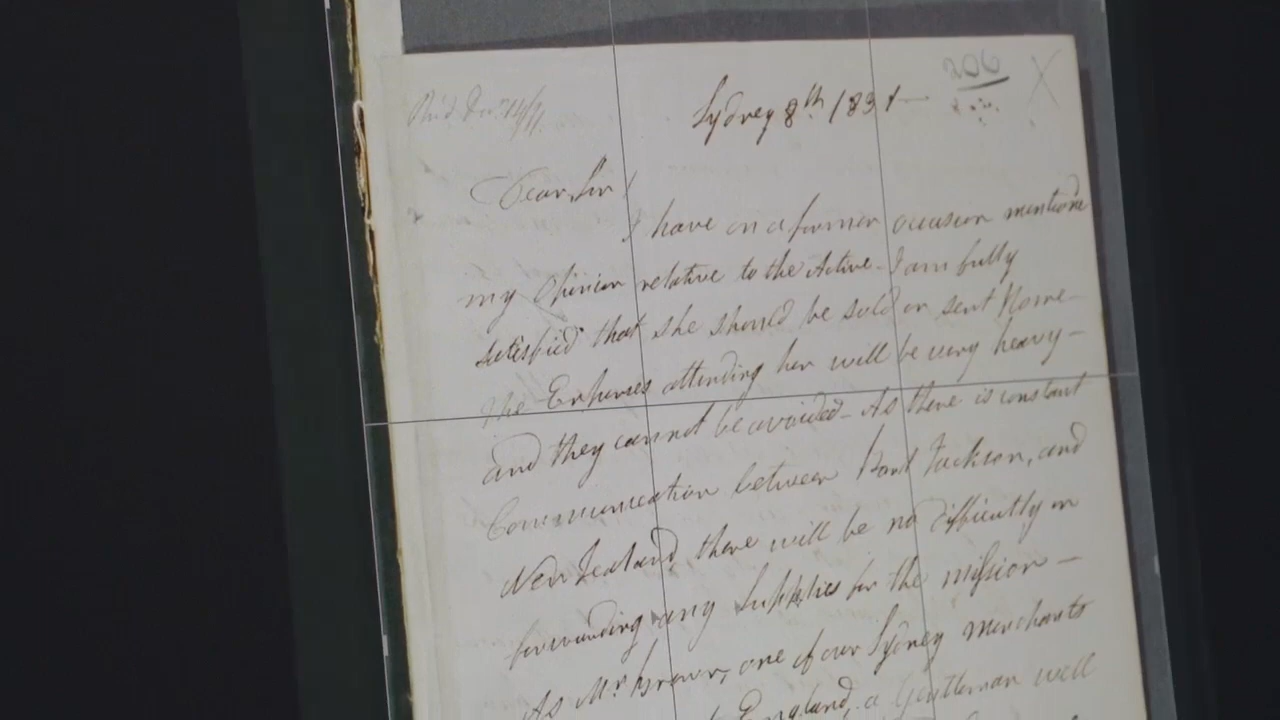 206 X
Sydney 8th 1831
Dear Sir/
I have on a former occasion mentiond
my Opinion relative to the Active - I am fully
satisfied that she should be sold or sent Home -
The Expenses attending her will be very heavy -
and they cannot be avoided - As there is constant
Communication between Port Jackson, and
New Zealand, there will be no difficulty in
forwarding any Supplies for the mission -
As Mr. Brown, one of our Sydney merchants
England, a Gentleman well